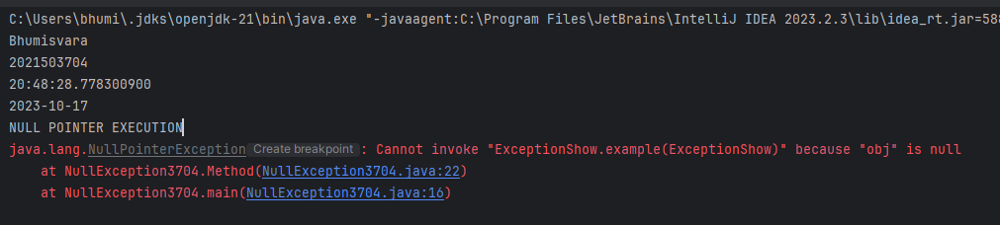 C:\Users\bhumi\.jdks\openjdk-21\bin\java.exe "-javaagent:C:\Program Files\JetBrains\IntelliJ IDEA 2023.2.3\lib\idea_rt.jar=588
Bhumisvara
2021503704
20:48:28.778300900
2023-10-17
NULL POINTER EXECUTION
java.lang.NullPointerException Create breakpoint : Cannot invoke "ExceptionShow.example(ExceptionShow)" because "obj" is null
    at NullException3704.Method(NullException3704.java:22)
    at NullException3704.main(NullException3704.java:16)